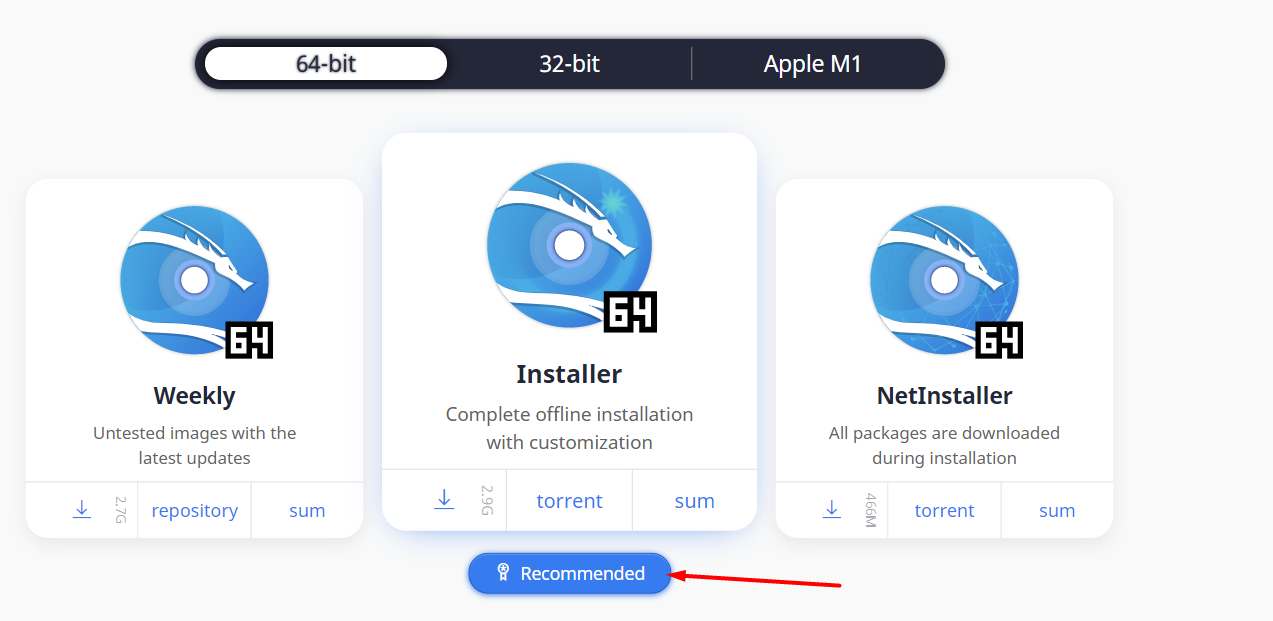 64-bit
32-bit
Apple M1
64
Weekly
Untested images with the
latest updates
2.7G
repository
sum
64
Installer
Complete offline installation
with customization
2.9G
torrent
sum
Recommended
64
NetInstaller
All packages are downloaded
during installation
466M
torrent
sum